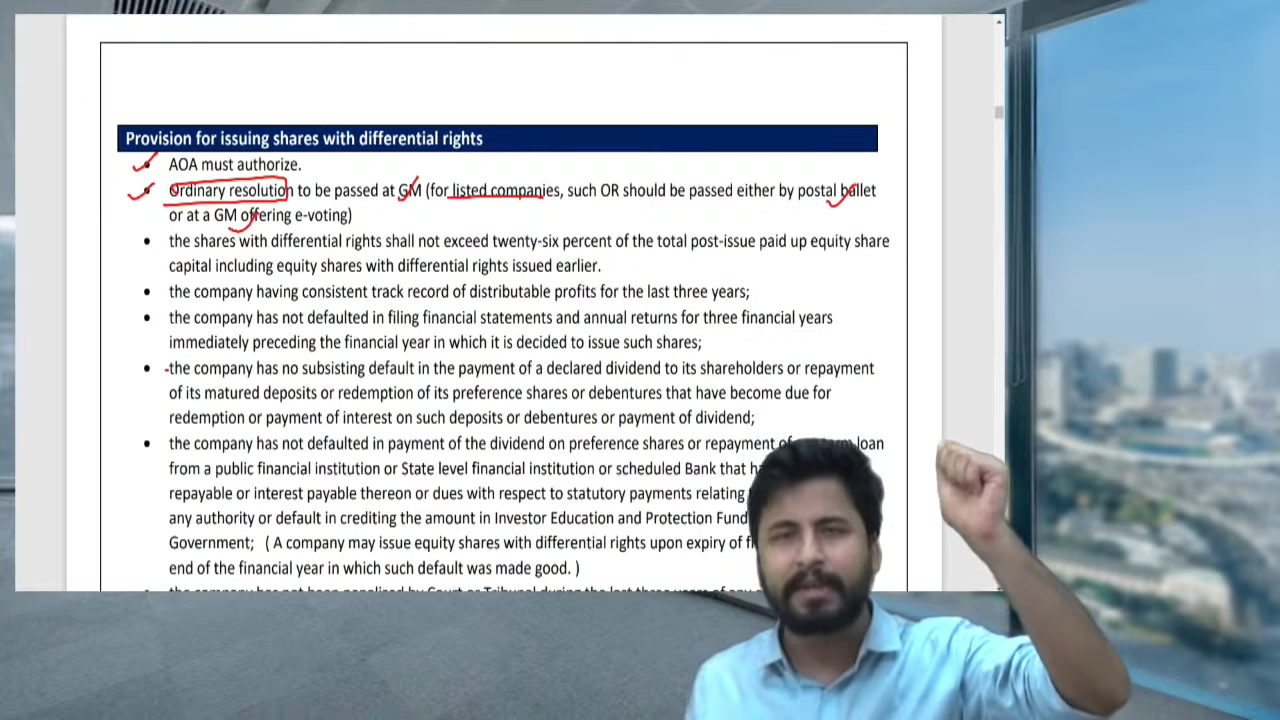 Provision for issuing shares with differential rights
• AOA must authorize.
• Ordinary resolution to be passed at GM (for listed companies, such OR should be passed either by postal ballet
or at a GM offering e-voting)
• the shares with differential rights shall not exceed twenty-six percent of the total post-issue paid up equity share
capital including equity shares with differential rights issued earlier.
• the company having consistent track record of distributable profits for the last three years;
• the company has not defaulted in filing financial statements and annual returns for three financial years
immediately preceding the financial year in which it is decided to issue such shares;
• the company has no subsisting default in the payment of a declared dividend to its shareholders or repayment
of its matured deposits or redemption of its preference shares or debentures that have become due for
redemption or payment of interest on such deposits or debentures or payment of dividend;
• the company has not defaulted in payment of the dividend on preference shares or repayment loan
from a public financial institution or State level financial institution or scheduled Bank that
repayable or interest payable thereon or dues with respect to statutory payments relating
any authority or default in crediting the amount in Investor Education and Protection Fund
Government; ( A company may issue equity shares with differential rights upon expiry of
end of the financial year in which such default was made good. )